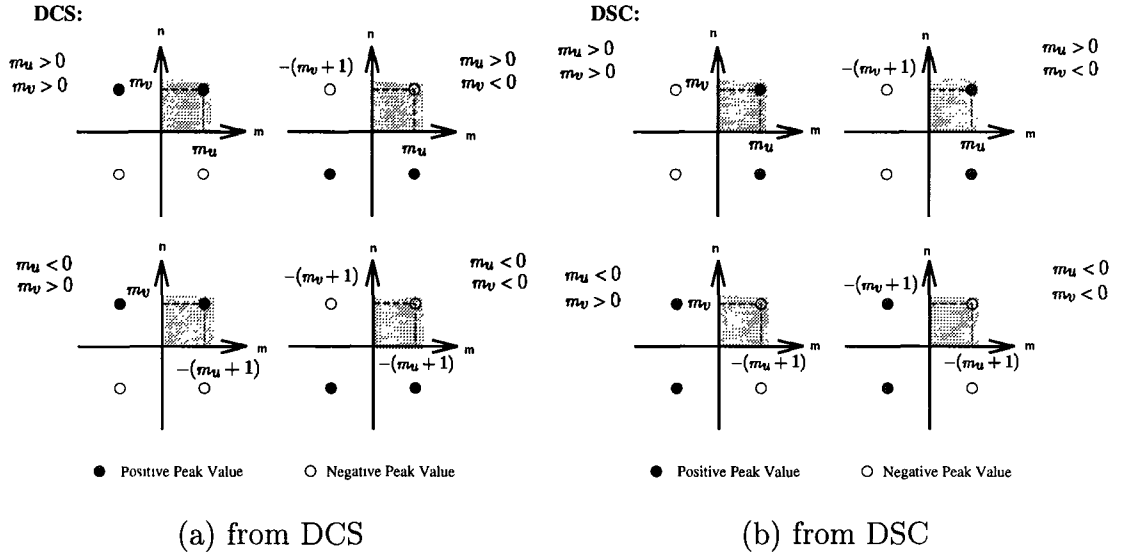 DCS:
n
m_u > 0
m_v > 0
m_v
m
m_u
n
-(m_v + 1)
m_u > 0
m_v < 0
m
m_u
n
m_u < 0
m_v > 0
m_v
m
-(m_u + 1)
n
-(m_v + 1)
m_u < 0
m_v < 0
m
-(m_u + 1)
Positive Peak Value
Negative Peak Value
(a) from DCS
DSC:
n
m_u > 0
m_v > 0
m_v
m
m_u
n
-(m_v + 1)
m_u > 0
m_v < 0
m
m_u
n
m_u < 0
m_v > 0
m_v
m
-(m_u + 1)
n
-(m_v + 1)
m_u < 0
m_v < 0
m
-(m_u + 1)
Positive Peak Value
Negative Peak Value
(b) from DSC